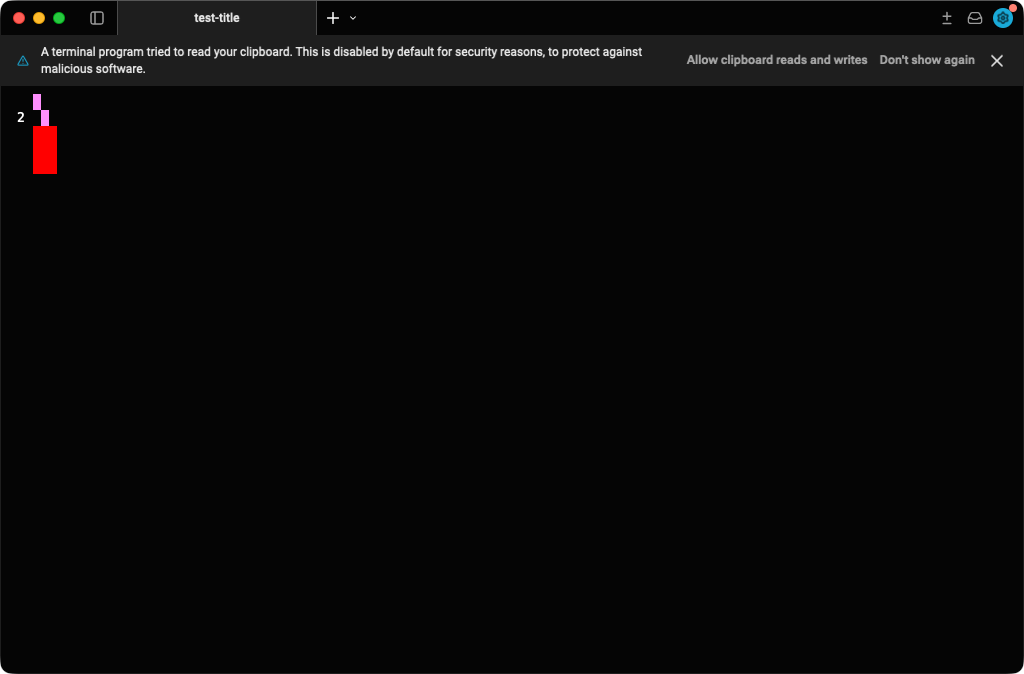 test-title
A terminal program tried to read your clipboard. This is disabled by default for security reasons, to protect against
malicious software.
Allow clipboard reads and writes
Don't show again
2